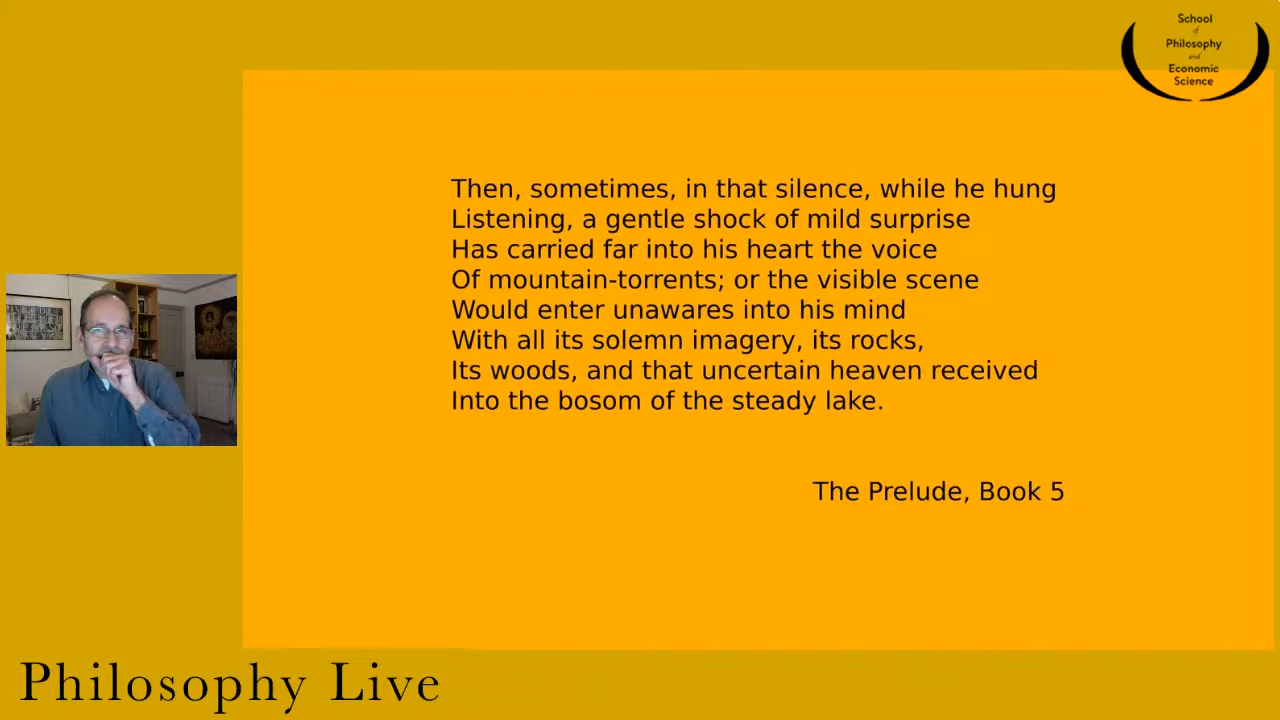 School
of
Philosophy
and
Economic
Science
Then, sometimes, in that silence, while he hung
Listening, a gentle shock of mild surprise
Has carried far into his heart the voice
Of mountain-torrents; or the visible scene
Would enter unawares into his mind
With all its solemn imagery, its rocks,
Its woods, and that uncertain heaven received
Into the bosom of the steady lake.
The Prelude, Book 5
Philosophy Live